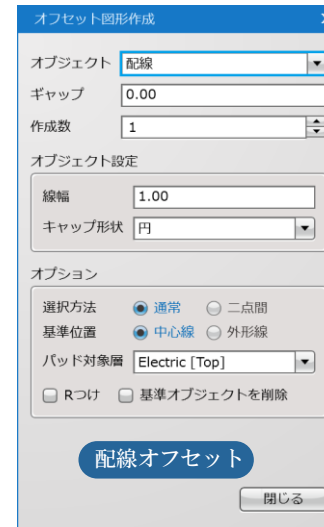 オフセット図形作成
オブジェクト 配線
ギャップ 0.00
作成数 1
オブジェクト設定
線幅 1.00
キャップ形状 円
オプション
選択方法 通常 二点間
基準位置 中心線 外形線
パッド対象層 Electric [Top]
Rつけ 基準オブジェクトを削除
配線オフセット
閉じる